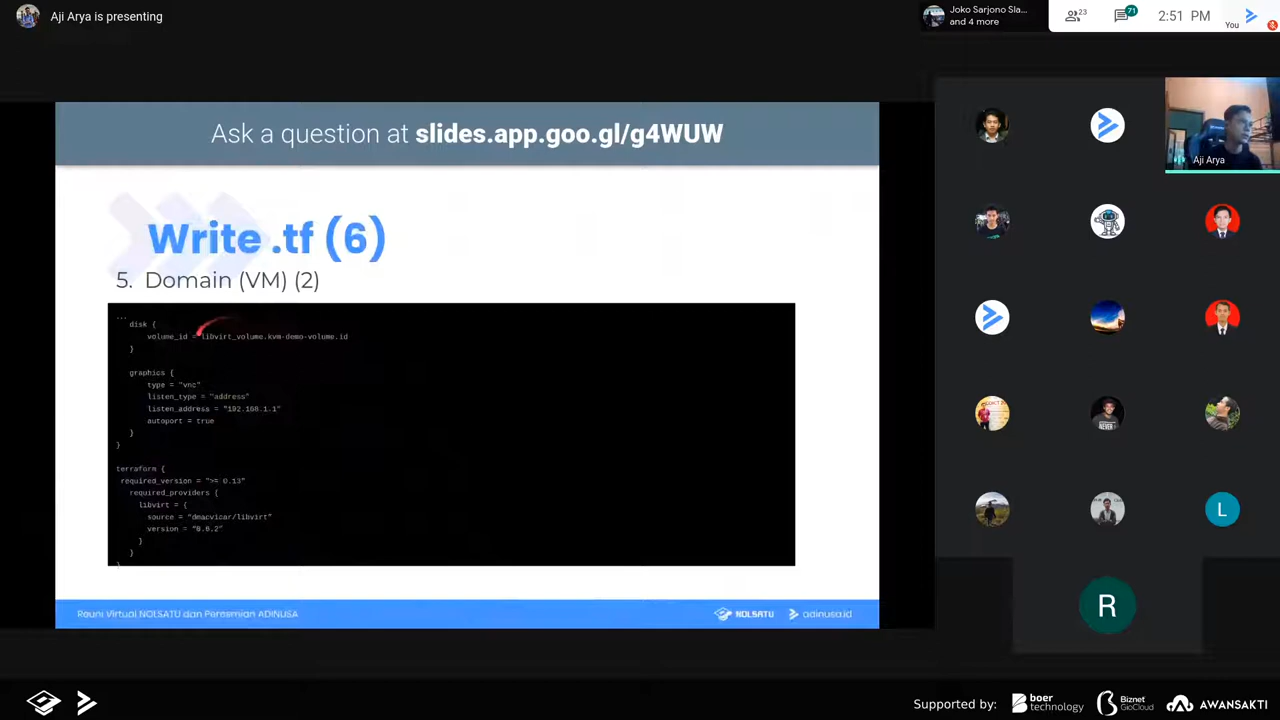 Aji Arya is presenting
Joko Sarjono Sla...
and 4 more
23
71
2:51 PM
You
Ask a question at slides.app.goo.gl/g4WUW
Aji Arya
Write .tf (6)
5. Domain (VM) (2)
...
disk {
volume_id = libvirt_volume.kvm-demo-volume.id
}
graphics {
type = "vnc"
listen_type = "address"
listen_address = "192.168.1.1"
autoport = true
}
}
terraform {
required_version = ">= 0.13"
required_providers {
libvirt = {
source = "dmacvicar/libvirt"
version = "0.6.2"
}
}
}
L
R
Reuni Virtual NOLSATU dan Peresmian ADINUSA
NOLSATU
adinusa.id
Supported by:
boer technology
Biznet GioCloud
AWANSAKTI